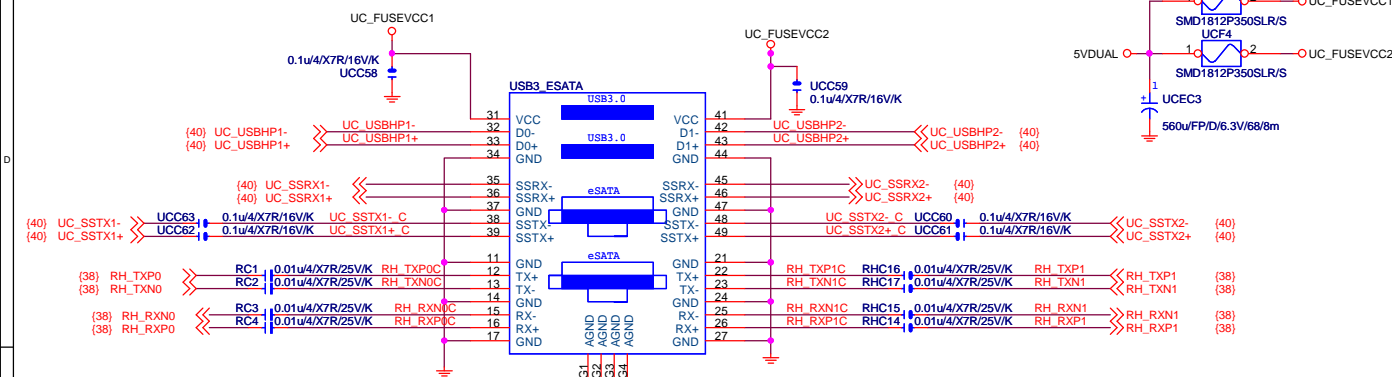 UC_FUSEVCC1
UC_FUSEVCC1
SMD1812P350SLR/S
UC_FUSEVCC2
UCF4
5VDUAL
1
2
UC_FUSEVCC2
SMD1812P350SLR/S
0.1u/4/X7R/16V/K
UCC58
UCC59
0.1u/4/X7R/16V/K
1
+
UCEC3
560u/FP/D/6.3V/68/8m
USB3_ESATA
USB3.0
USB3.0
eSATA
eSATA
D
31 VCC VCC 41
{40} UC_USBHP1- UC_USBHP1- 32 D0- D1- 42 UC_USBHP2- UC_USBHP2- {40}
{40} UC_USBHP1+ UC_USBHP1+ 33 D0+ D1+ 43 UC_USBHP2+ UC_USBHP2+ {40}
34 GND GND 44
{40} UC_SSRX1- 35 SSRX- SSRX- 45 UC_SSRX2- {40}
{40} UC_SSRX1+ 36 SSRX+ SSRX+ 46 UC_SSRX2+ {40}
37 GND GND 47
{40} UC_SSTX1- UCC63 0.1u/4/X7R/16V/K UC_SSTX1-_C 38 SSTX- SSTX- 48 UC_SSTX2-_C UCC60 0.1u/4/X7R/16V/K UC_SSTX2- {40}
{40} UC_SSTX1+ UCC62 0.1u/4/X7R/16V/K UC_SSTX1+_C 39 SSTX+ SSTX+ 49 UC_SSTX2+_C UCC61 0.1u/4/X7R/16V/K UC_SSTX2+ {40}
11 GND GND 21
{38} RH_TXP0 RC1 0.01u/4/X7R/25V/K RH_TXP0C 12 TX+ TX+ 22 RH_TXP1C RHC16 0.01u/4/X7R/25V/K RH_TXP1 RH_TXP1 {38}
{38} RH_TXN0 RC2 0.01u/4/X7R/25V/K RH_TXN0C 13 TX- TX- 23 RH_TXN1C RHC17 0.01u/4/X7R/25V/K RH_TXN1 RH_TXN1 {38}
14 GND GND 24
{38} RH_RXN0 RC3 0.01u/4/X7R/25V/K RH_RXN0C 15 RX- RX- 25 RH_RXN1C RHC15 0.01u/4/X7R/25V/K RH_RXN1 RH_RXN1 {38}
{38} RH_RXP0 RC4 0.01u/4/X7R/25V/K RH_RXP0C 16 RX+ RX+ 26 RH_RXP1C RHC14 0.01u/4/X7R/25V/K RH_RXP1 RH_RXP1 {38}
17 GND GND 27
AGND AGND AGND AGND
G1 G2 G3 G4